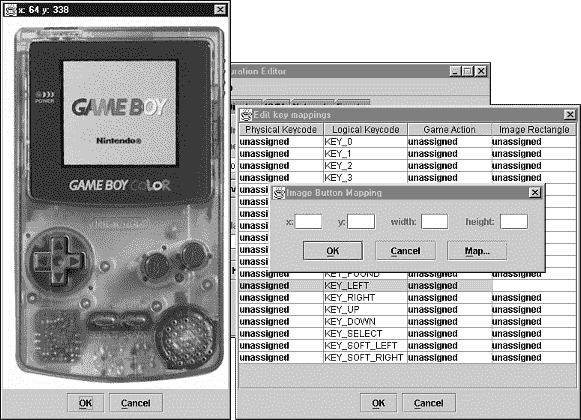 x: 64 y: 338
POWER
GAME BOY
Nintendo®
GAME BOY COLOR
Nintendo
OK Cancel
uration Editor
Edit key mappings
Physical Keycode Logical Keycode Game Action Image Rectangle
unassigned KEY_0 unassigned unassigned
unassigned KEY_1 unassigned unassigned
unassigned KEY_2 unassigned unassigned
unassigned KEY_3 unassigned unassigned
Image Button Mapping
x: y: width: height:
OK Cancel Map...
unassigned KEY_POUND unassigned unassigned
unassigned KEY_LEFT unassigned
unassigned KEY_RIGHT unassigned unassigned
unassigned KEY_UP unassigned unassigned
unassigned KEY_DOWN unassigned unassigned
unassigned KEY_SELECT unassigned unassigned
unassigned KEY_SOFT_LEFT unassigned unassigned
unassigned KEY_SOFT_RIGHT unassigned unassigned
OK Cancel